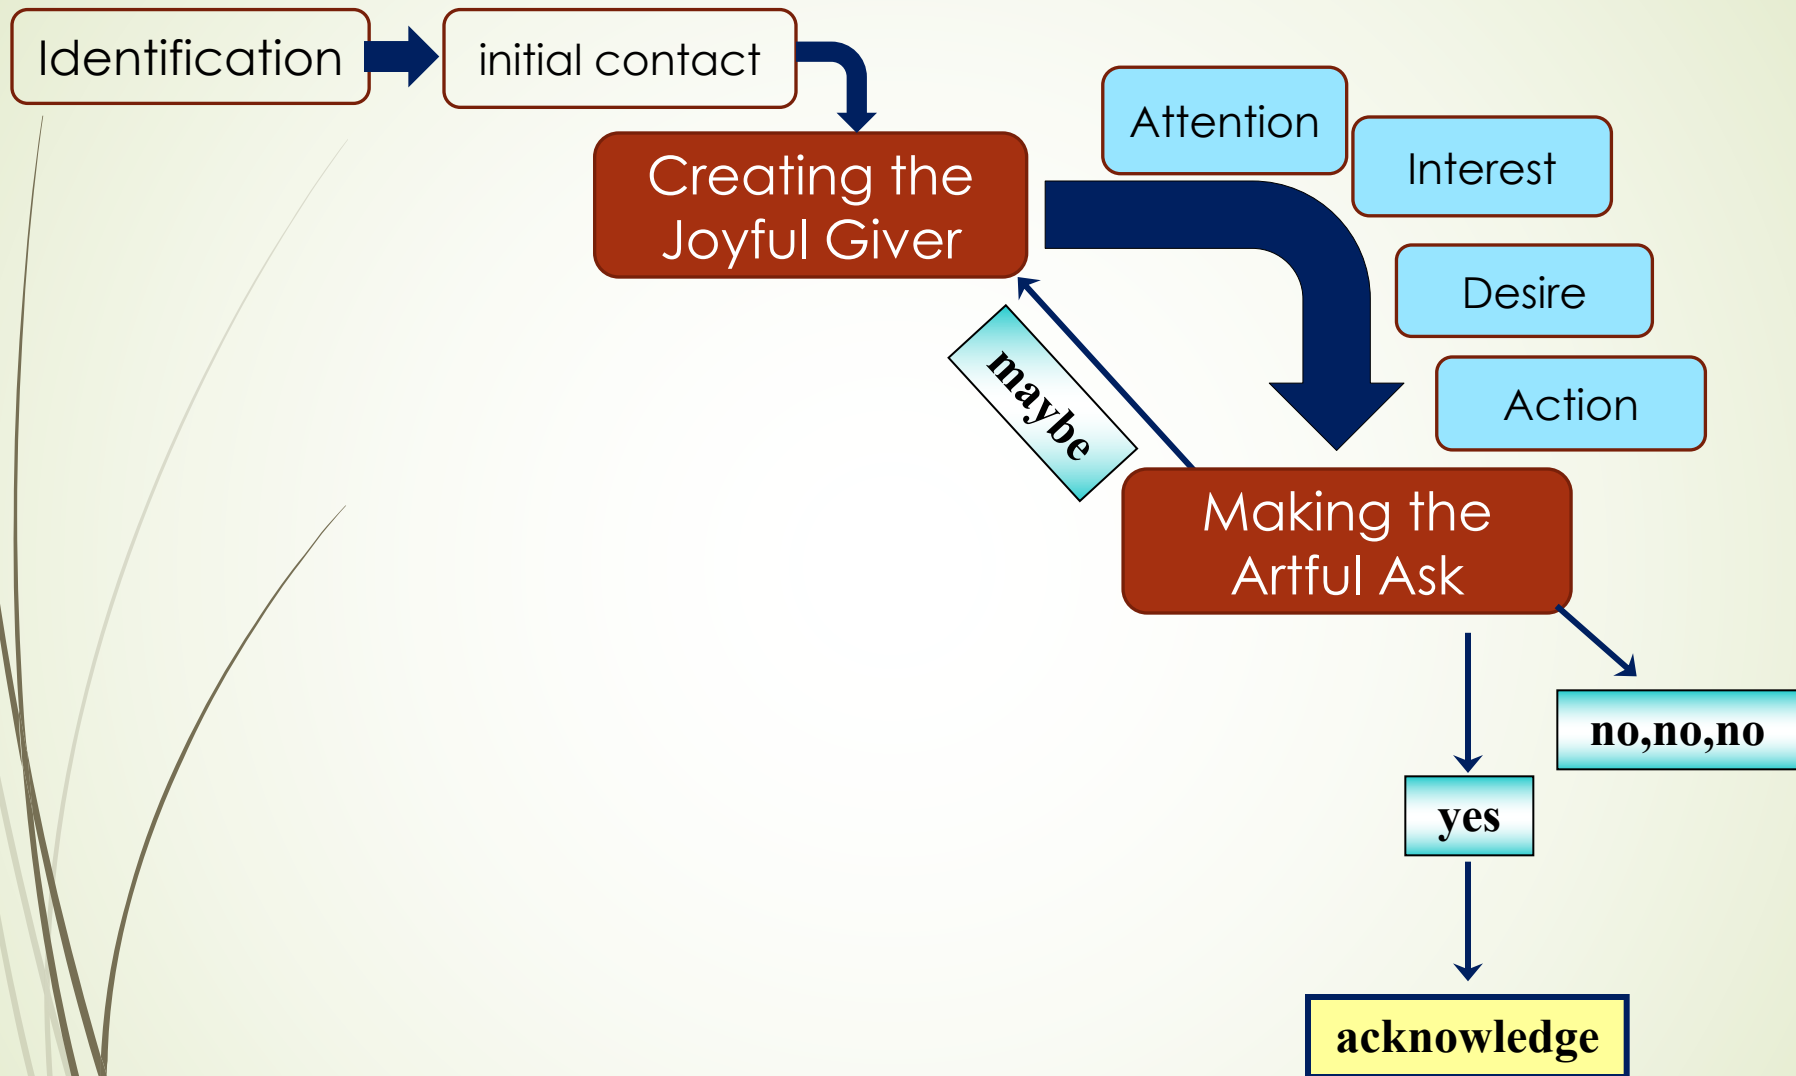 Identification
initial contact
Creating the
Joyful Giver
Attention
Interest
Desire
Action
maybe
Making the
Artful Ask
no,no,no
yes
acknowledge